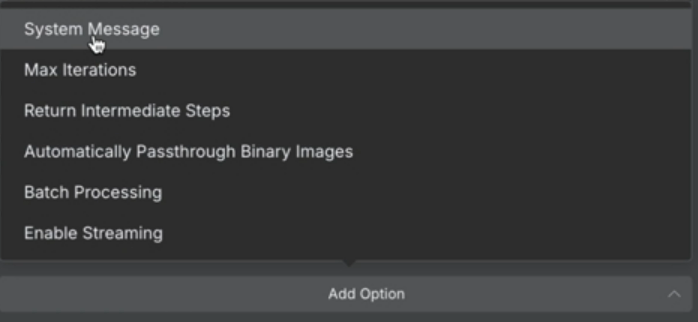 System Message
Max Iterations
Return Intermediate Steps
Automatically Passthrough Binary Images
Batch Processing
Enable Streaming
Add Option